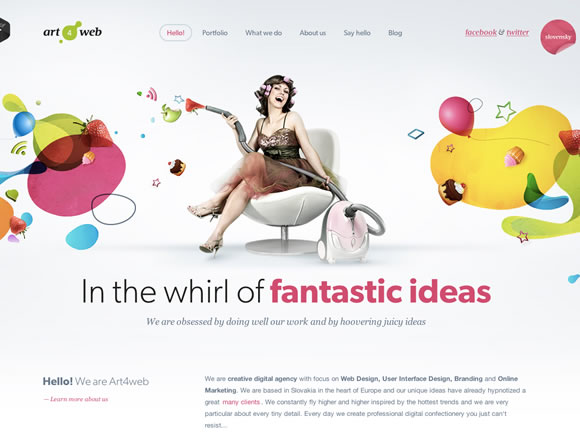 art 4 web
Hello! Portfolio What we do About us Say hello Blog
facebook & twitter
slovensky
In the whirl of fantastic ideas
We are obsessed by doing well our work and by hoovering juicy ideas
Hello! We are Art4web
— Learn more about us
We are creative digital agency with focus on Web Design, User Interface Design, Branding and Online
Marketing. We are based in Slovakia in the heart of Europe and our unique ideas have already hypnotized a
great many clients. We constantly fly higher and higher inspired by the hottest trends and we are very
particular about every tiny detail. Every day we create professional digital confectionery you just can't
resist...